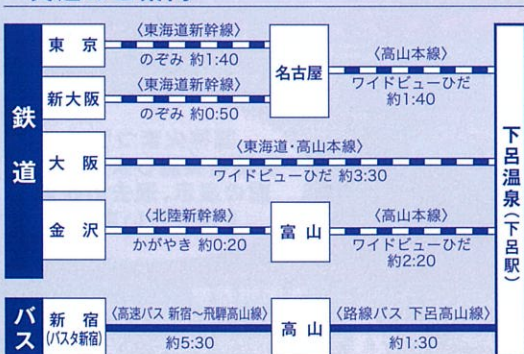 鉄道
東京
〈東海道新幹線〉
のぞみ 約1:40
新大阪
〈東海道新幹線〉
のぞみ 約0:50
名古屋
〈高山本線〉
ワイドビューひだ
約1:40
大阪
〈東海道・高山本線〉
ワイドビューひだ 約3:30
金沢
〈北陸新幹線〉
かがやき 約0:20
富山
〈高山本線〉
ワイドビューひだ
約2:20
下呂温泉(下呂駅)
バス
新宿
(バスタ新宿)
〈高速バス 新宿〜飛騨高山線〉
約5:30
高山
〈路線バス 下呂高山線〉
約1:30